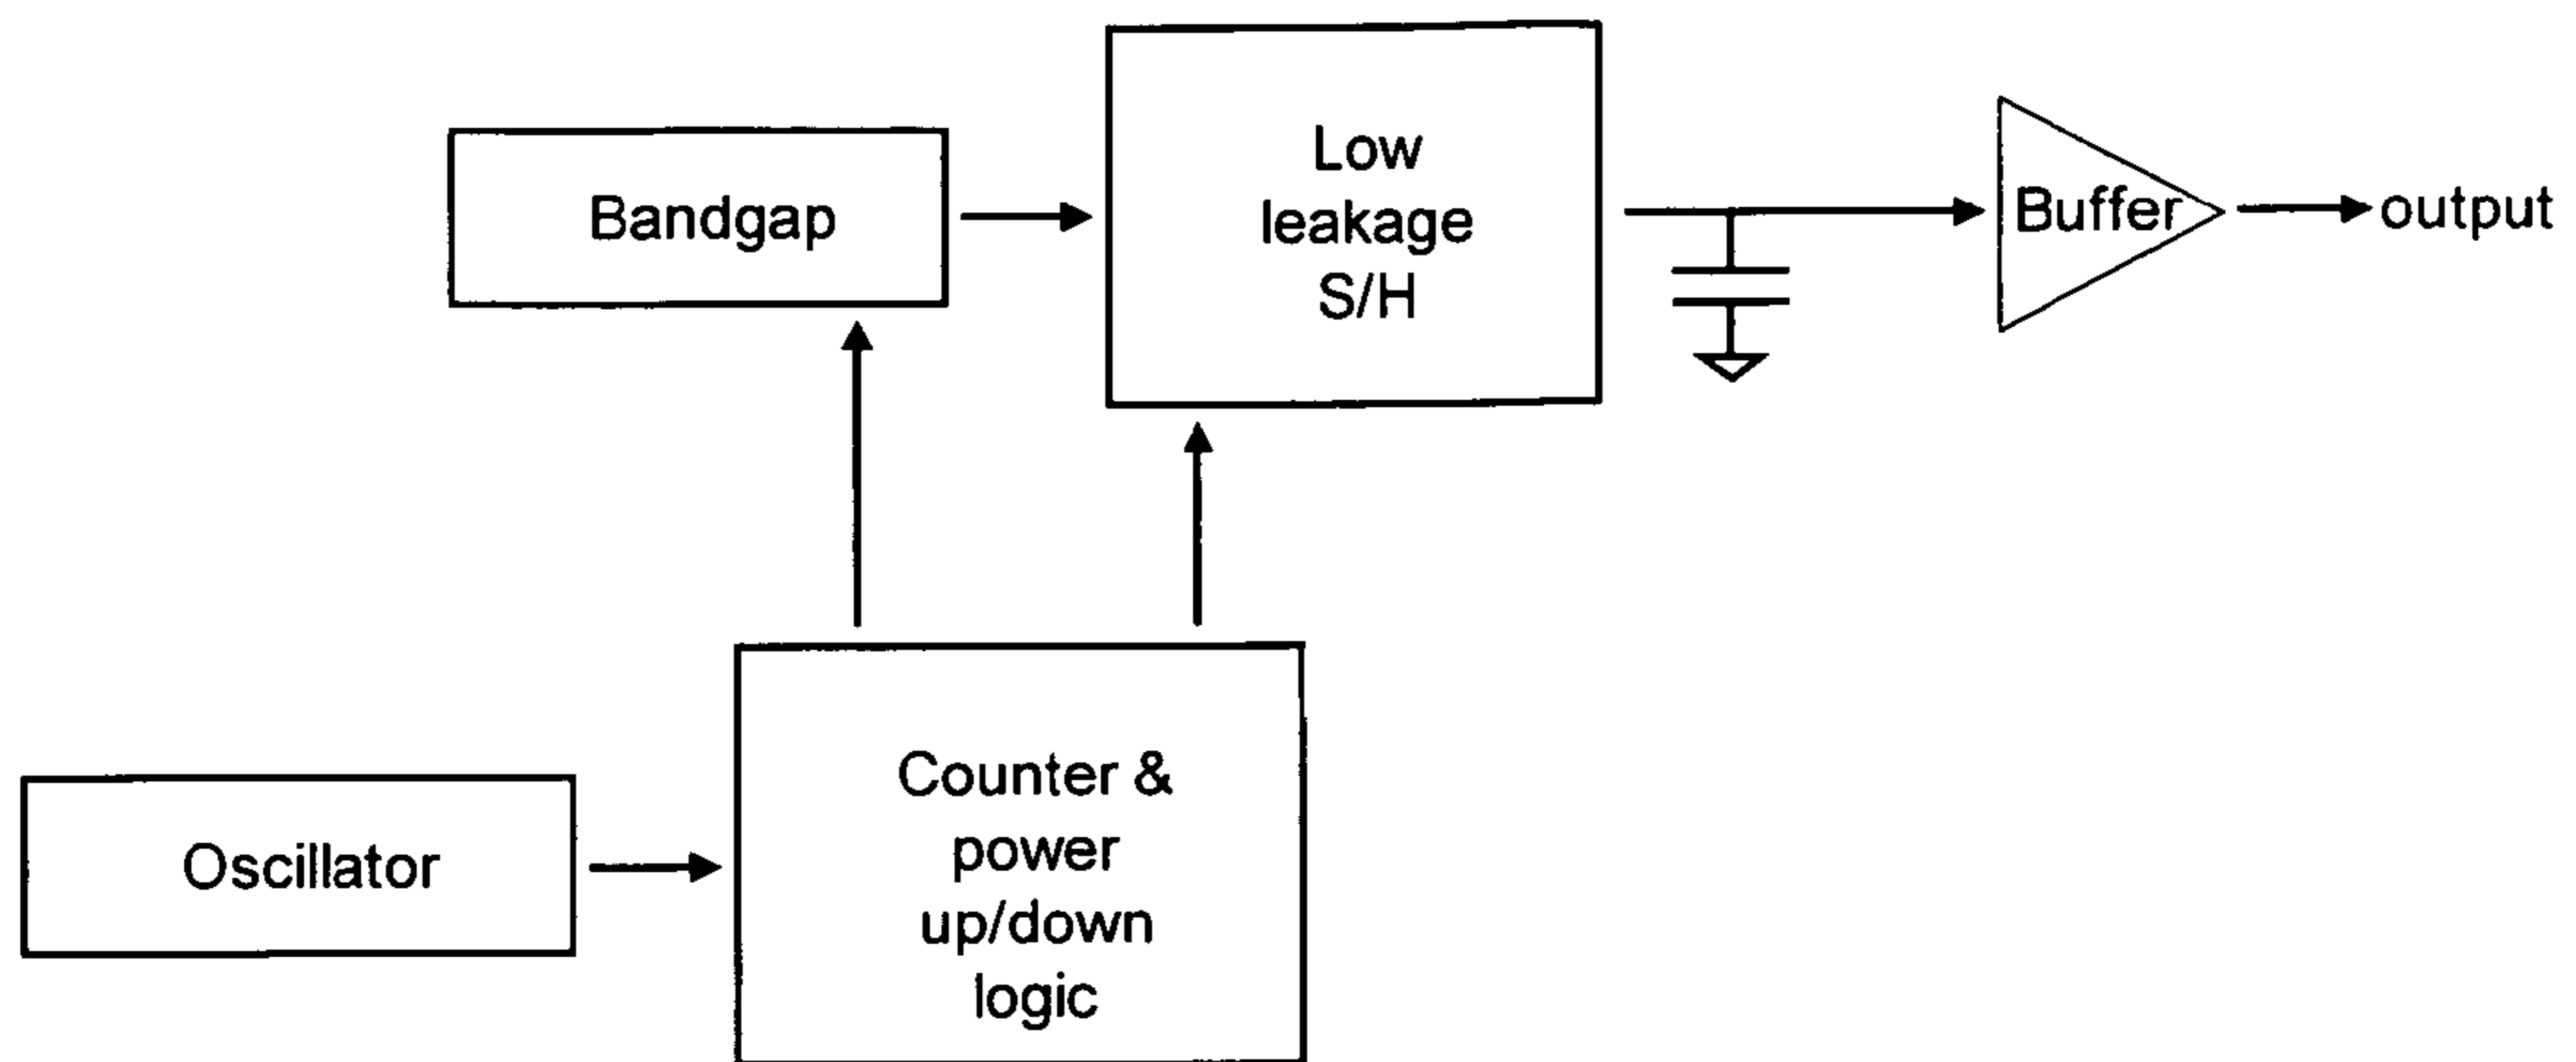 Low
leakage
S/H
Bandgap
Buffer
output
Oscillator
Counter &
power
up/down
logic